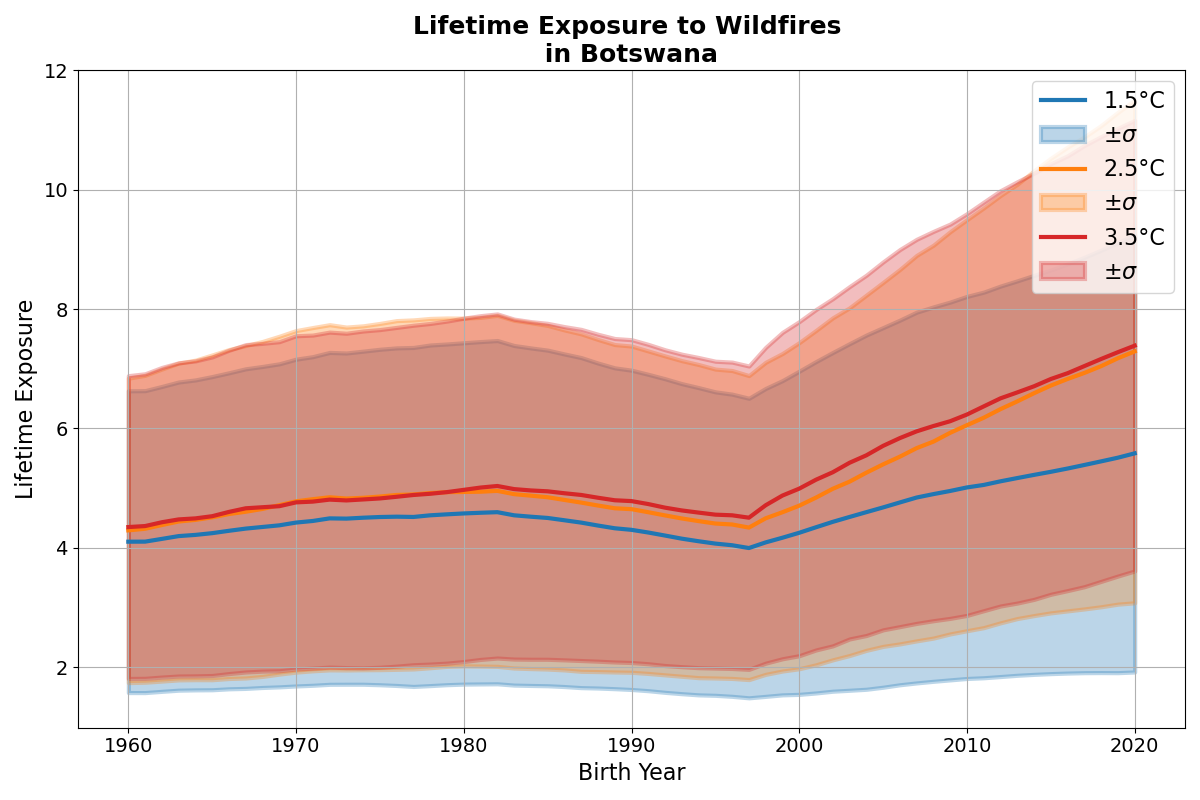 Lifetime Exposure to Wildfires
in Botswana
Lifetime Exposure
12
10
8
6
4
2
1.5°C
±σ
2.5°C
±σ
3.5°C
±σ
1960
1970
1980
1990
2000
2010
2020
Birth Year